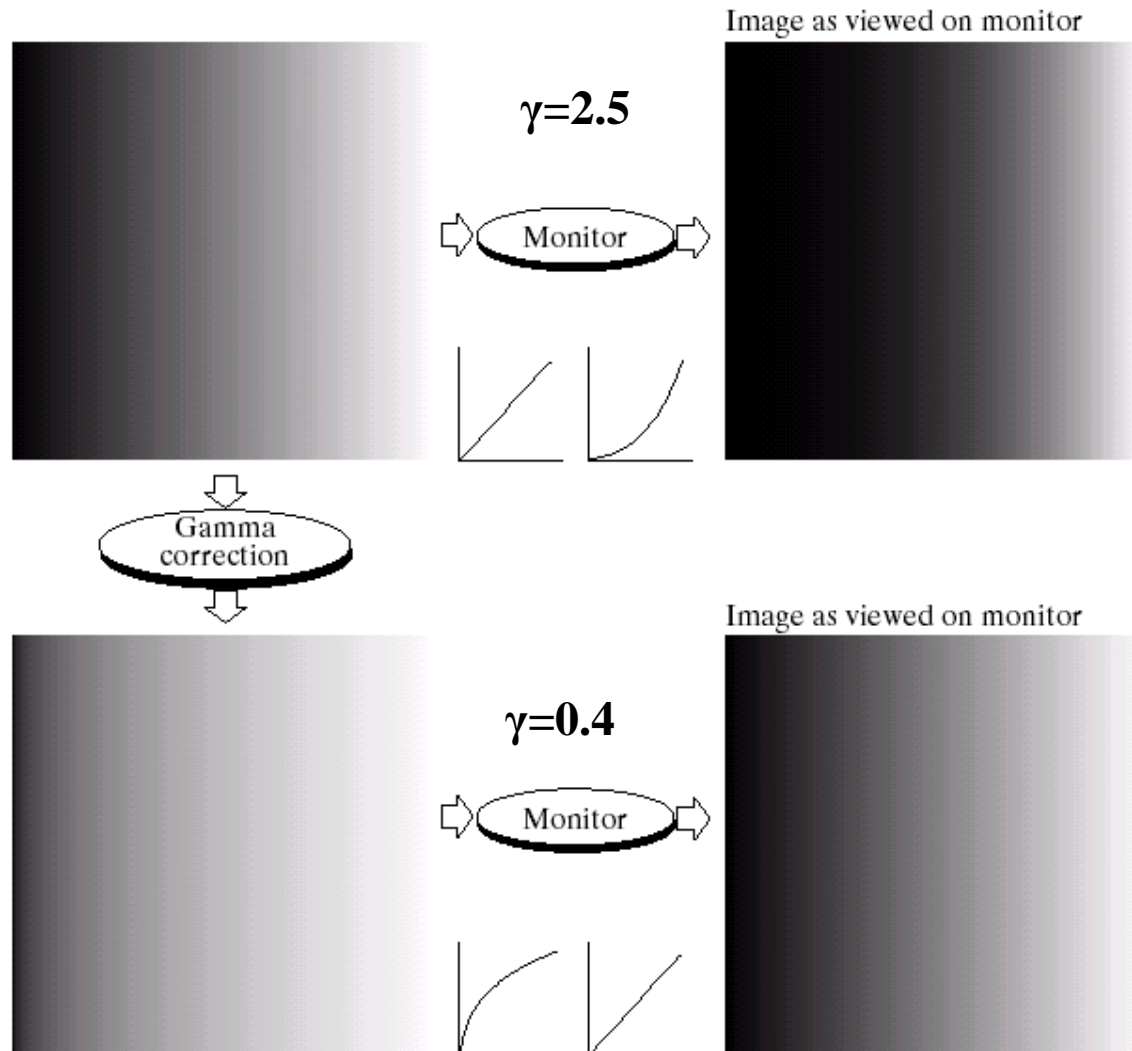 Image as viewed on monitor
γ=2.5
Monitor
Gamma
correction
Image as viewed on monitor
γ=0.4
Monitor